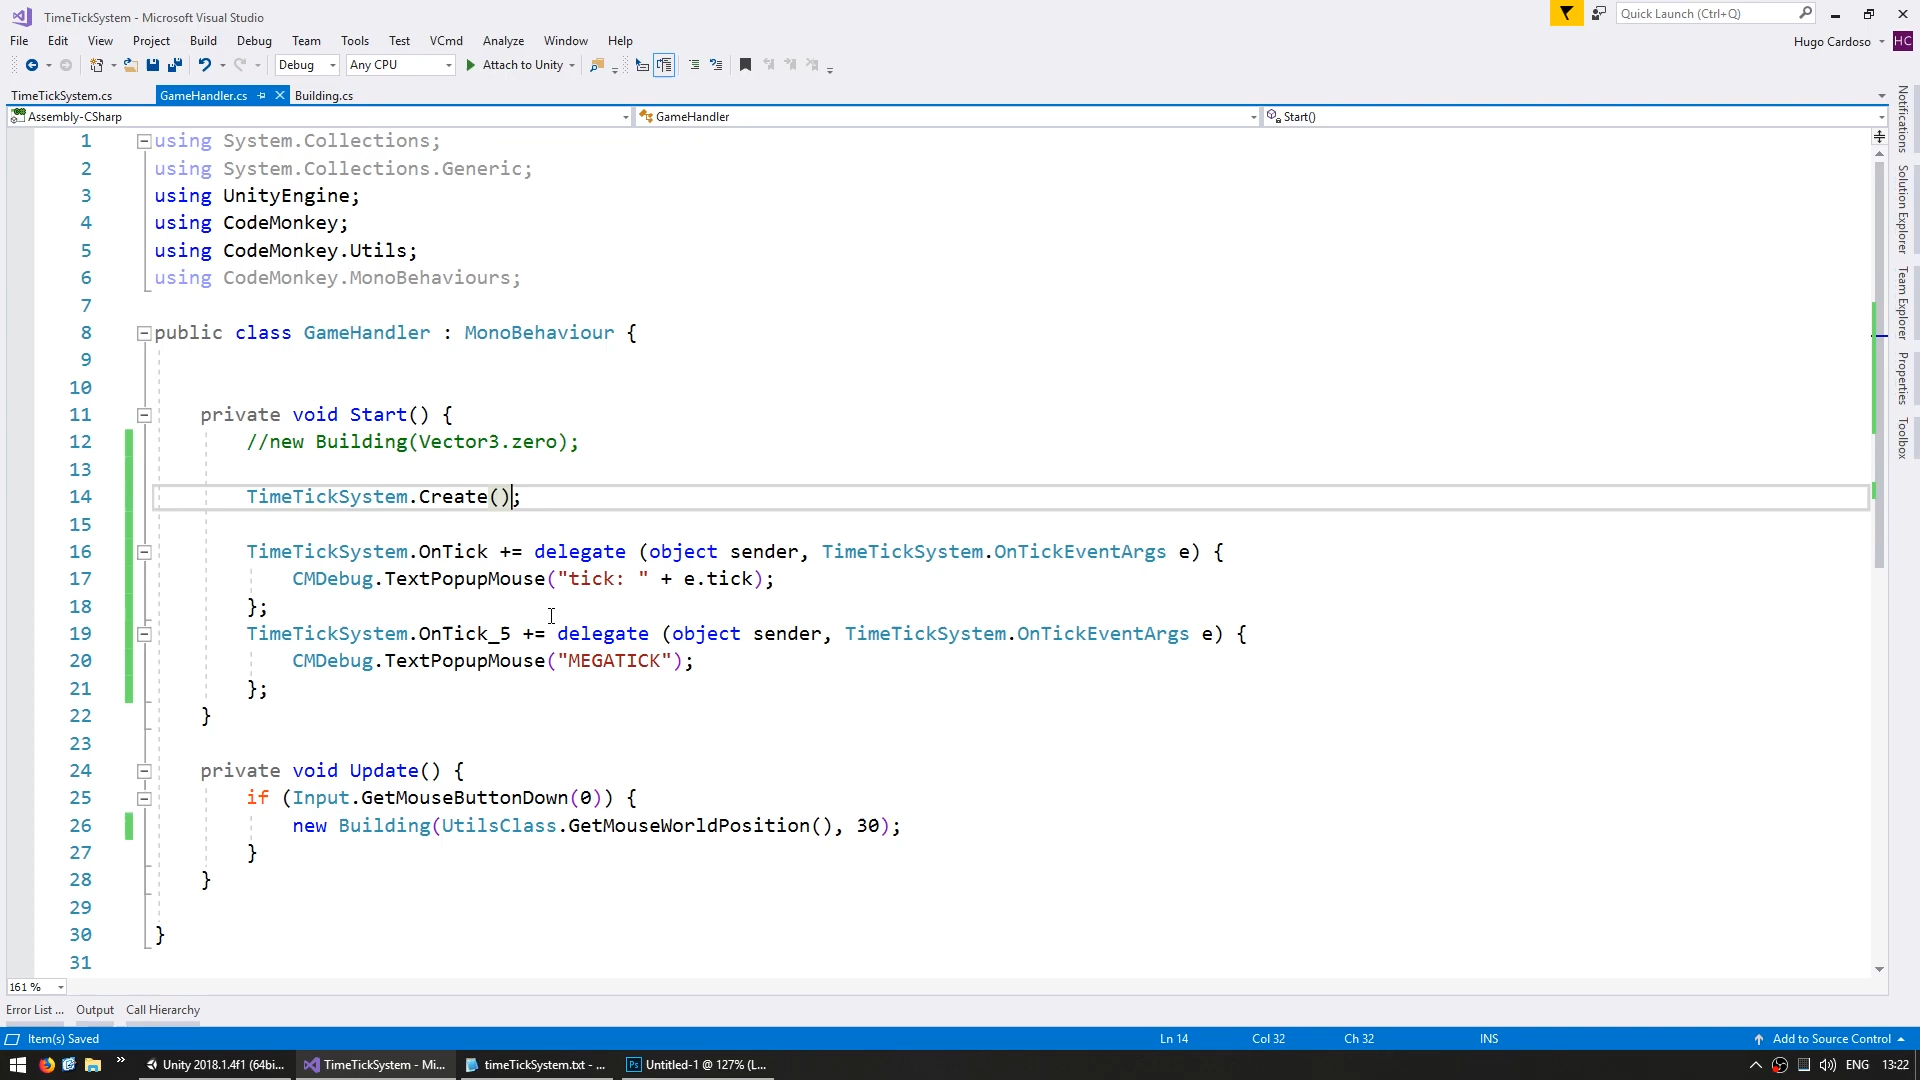 TimeTickSystem - Microsoft Visual Studio
Quick Launch (Ctrl+Q)
File Edit View Project Build Debug Team Tools Test VCmd Analyze Window Help
Hugo Cardoso HC
Debug Any CPU Attach to Unity
TimeTickSystem.cs GameHandler.cs Building.cs
Assembly-CSharp GameHandler Start()
1 using System.Collections;
2 using System.Collections.Generic;
3 using UnityEngine;
4 using CodeMonkey;
5 using CodeMonkey.Utils;
6 using CodeMonkey.MonoBehaviours;
7
8 public class GameHandler : MonoBehaviour {
9
10
11 private void Start() {
12 //new Building(Vector3.zero);
13
14 TimeTickSystem.Create();
15
16 TimeTickSystem.OnTick += delegate (object sender, TimeTickSystem.OnTickEventArgs e) {
17 CMDebug.TextPopupMouse("tick: " + e.tick);
18 };
19 TimeTickSystem.OnTick_5 += delegate (object sender, TimeTickSystem.OnTickEventArgs e) {
20 CMDebug.TextPopupMouse("MEGATICK");
21 };
22 }
23
24 private void Update() {
25 if (Input.GetMouseButtonDown(0)) {
26 new Building(UtilsClass.GetMouseWorldPosition(), 30);
27 }
28 }
29
30 }
31
Notifications
Solution Explorer
Team Explorer
Properties
Toolbox
161 %
Error List ... Output Call Hierarchy
Item(s) Saved Ln 14 Col 32 Ch 32 INS Add to Source Control
» Unity 2018.1.4f1 (64bi... TimeTickSystem - Mi... timeTickSystem.txt - ... Ps Untitled-1 @ 127% (L... ENG 13:22